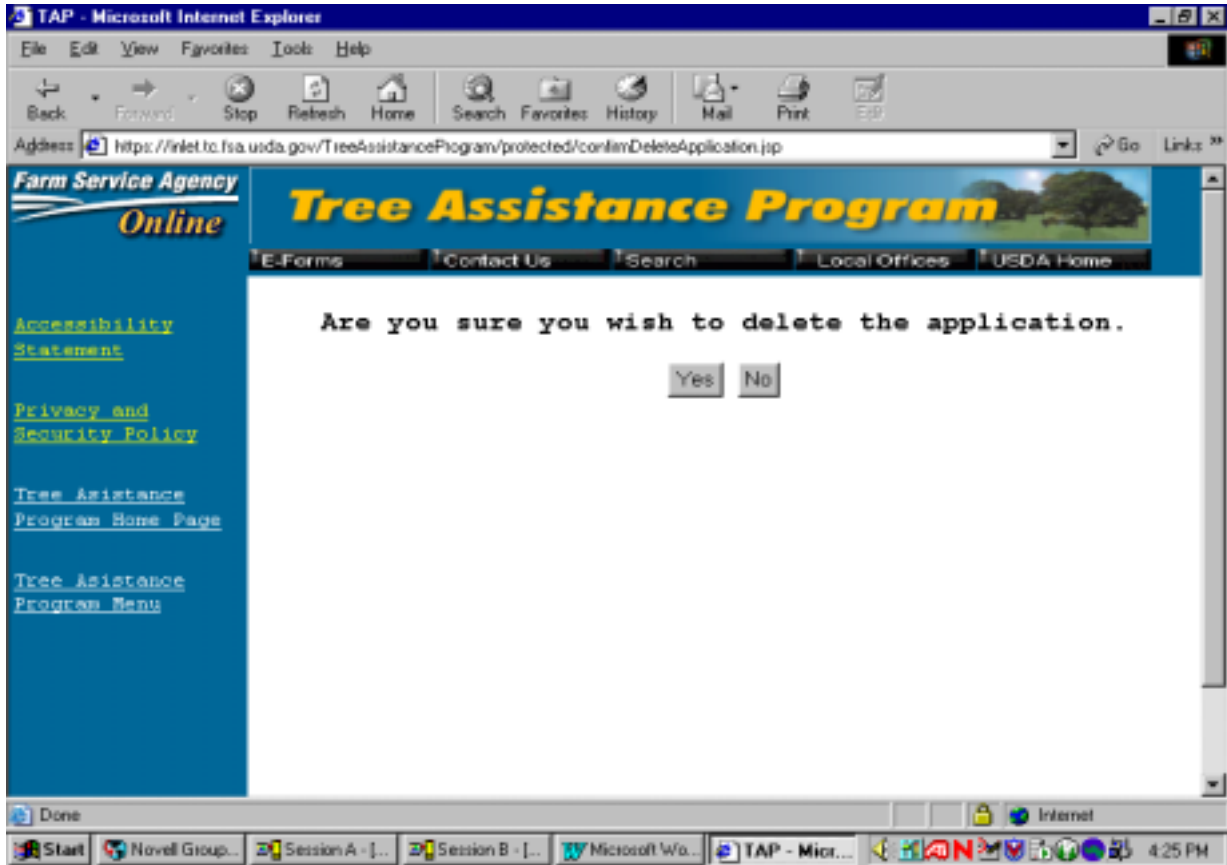 TAP - Microsoft Internet Explorer
File Edit View Favorites Tools Help
Back Forward Stop Refresh Home Search Favorites History Mail Print Edit
Address https://inlet.tc.fsa.usda.gov/TreeAssistanceProgram/protected/confirmDeleteApplication.jsp Go Links »
Farm Service Agency
Online
Tree Assistance Program
E-Forms Contact Us Search Local Offices USDA Home
Accessibility
Statement
Privacy and
Security Policy
Tree Asistance
Program Home Page
Tree Asistance
Program Menu
Are you sure you wish to delete the application.
Yes No
Done Internet
Start Novell Group... Session A - [... Session B - [... Microsoft Wo... TAP - Micr... 4:25 PM